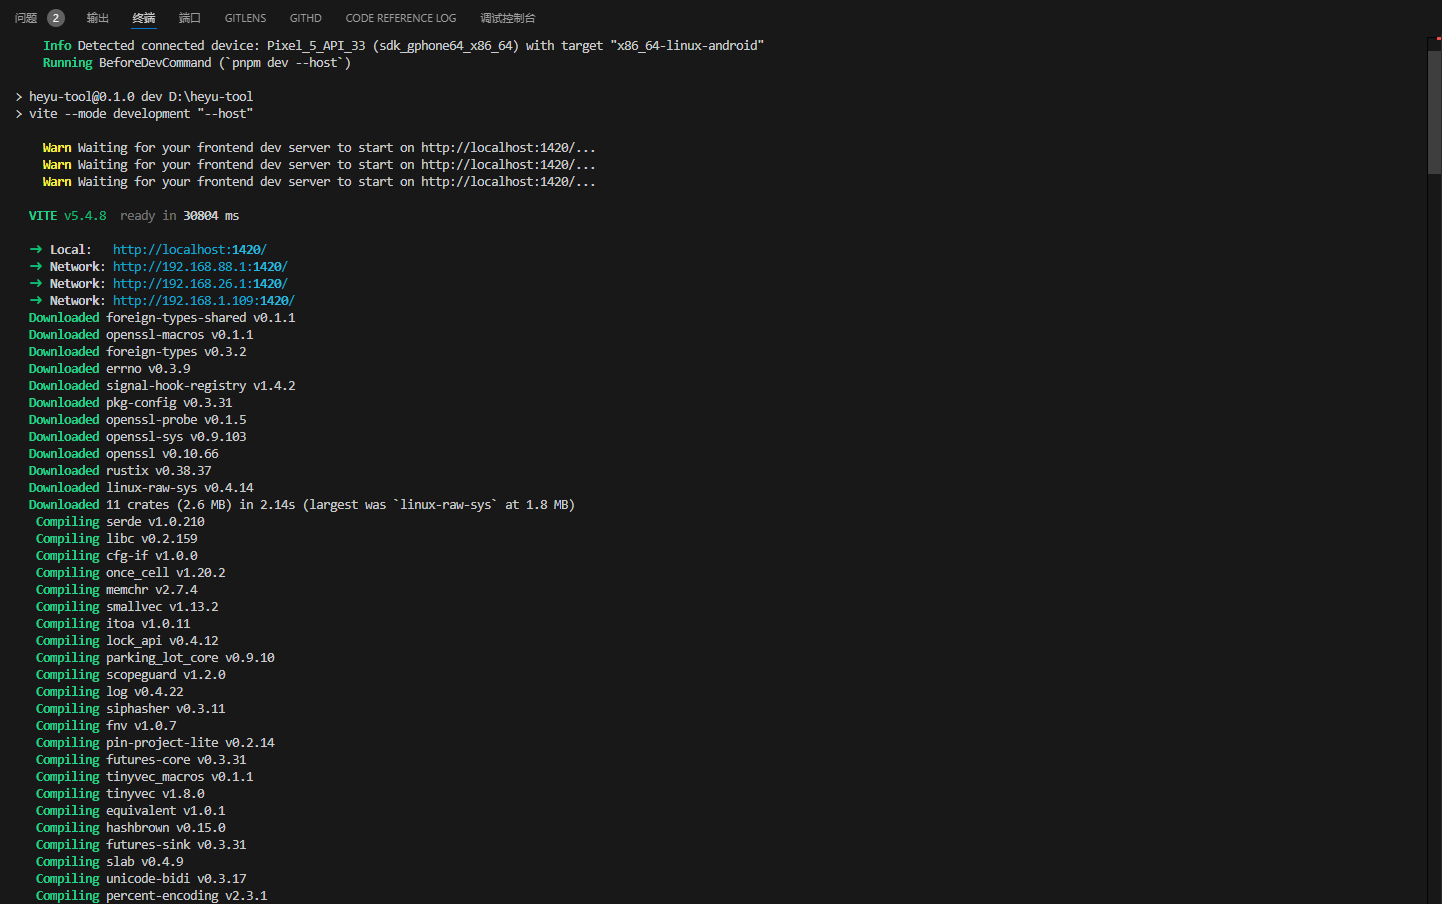 问题 2 输出 终端 端口 GITLENS GITHD CODE REFERENCE LOG 调试控制台
Info Detected connected device: Pixel_5_API_33 (sdk_gphone64_x86_64) with target "x86_64-linux-android"
Running BeforeDevCommand (`pnpm dev --host`)
> heyu-tool@0.1.0 dev D:\heyu-tool
> vite --mode development "--host"
Warn Waiting for your frontend dev server to start on http://localhost:1420/...
Warn Waiting for your frontend dev server to start on http://localhost:1420/...
Warn Waiting for your frontend dev server to start on http://localhost:1420/...
VITE v5.4.8 ready in 30804 ms
➜ Local: http://localhost:1420/
➜ Network: http://192.168.88.1:1420/
➜ Network: http://192.168.26.1:1420/
➜ Network: http://192.168.1.109:1420/
Downloaded foreign-types-shared v0.1.1
Downloaded openssl-macros v0.1.1
Downloaded foreign-types v0.3.2
Downloaded errno v0.3.9
Downloaded signal-hook-registry v1.4.2
Downloaded pkg-config v0.3.31
Downloaded openssl-probe v0.1.5
Downloaded openssl-sys v0.9.103
Downloaded openssl v0.10.66
Downloaded rustix v0.38.37
Downloaded linux-raw-sys v0.4.14
Downloaded 11 crates (2.6 MB) in 2.14s (largest was `linux-raw-sys` at 1.8 MB)
Compiling serde v1.0.210
Compiling libc v0.2.159
Compiling cfg-if v1.0.0
Compiling once_cell v1.20.2
Compiling memchr v2.7.4
Compiling smallvec v1.13.2
Compiling itoa v1.0.11
Compiling lock_api v0.4.12
Compiling parking_lot_core v0.9.10
Compiling scopeguard v1.2.0
Compiling log v0.4.22
Compiling siphasher v0.3.11
Compiling fnv v1.0.7
Compiling pin-project-lite v0.2.14
Compiling futures-core v0.3.31
Compiling tinyvec_macros v0.1.1
Compiling tinyvec v1.8.0
Compiling equivalent v1.0.1
Compiling hashbrown v0.15.0
Compiling futures-sink v0.3.31
Compiling slab v0.4.9
Compiling unicode-bidi v0.3.17
Compiling percent-encoding v2.3.1